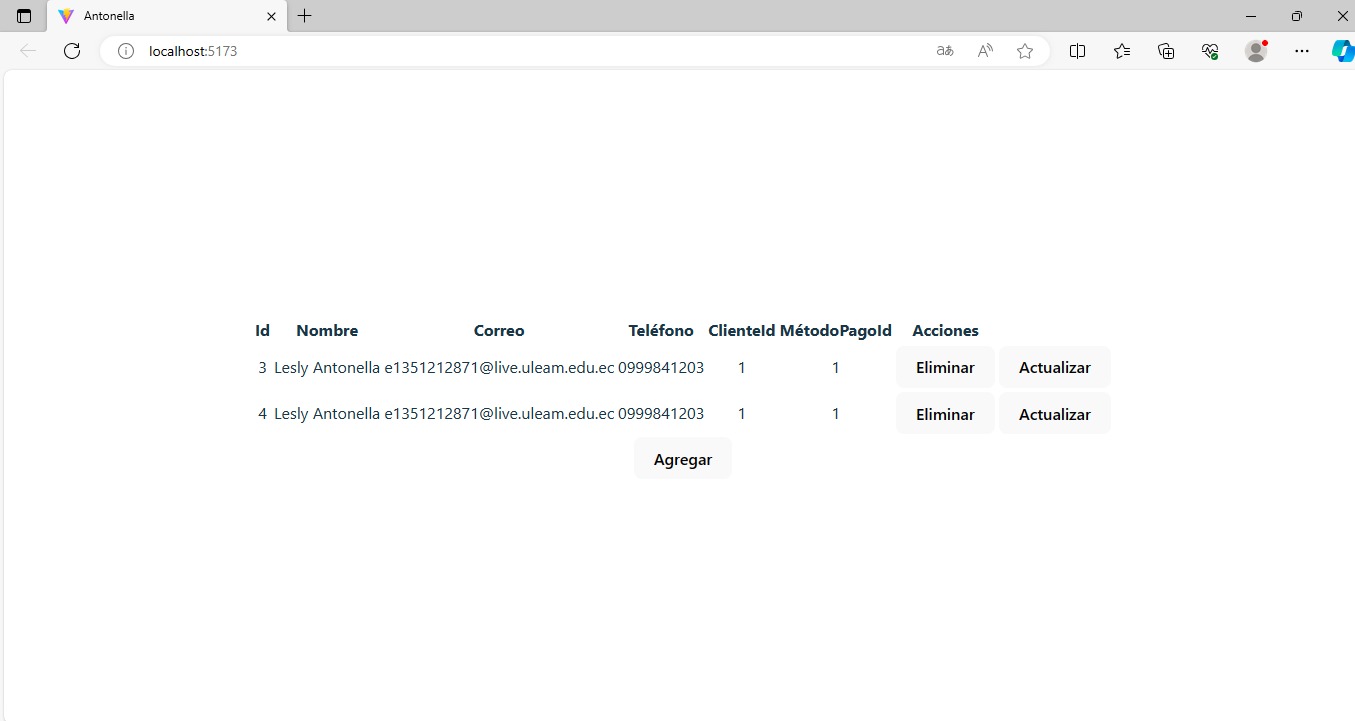 Antonella
localhost:5173
Id Nombre Correo Teléfono ClienteId MétodoPagoId Acciones
3 Lesly Antonella e1351212871@live.uleam.edu.ec 0999841203 1 1 Eliminar Actualizar
4 Lesly Antonella e1351212871@live.uleam.edu.ec 0999841203 1 1 Eliminar Actualizar
Agregar